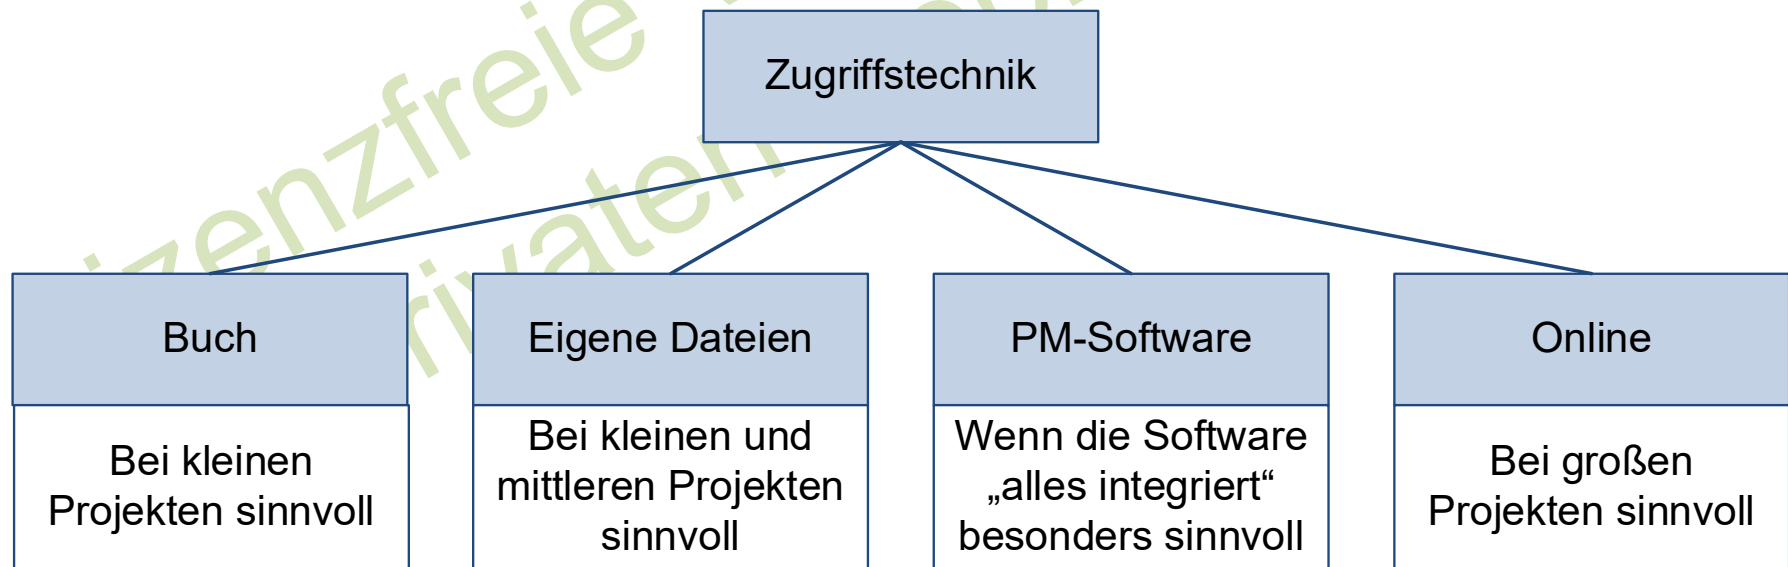 Zugriffstechnik
Buch
Eigene Dateien
PM-Software
Online
Bei kleinen
Projekten sinnvoll
Bei kleinen und
mittleren Projekten
sinnvoll
Wenn die Software
„alles integriert“
besonders sinnvoll
Bei großen
Projekten sinnvoll